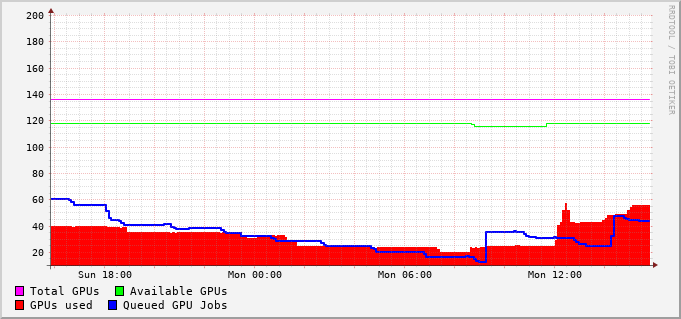 200
180
160
140
120
100
80
60
40
20
Sun 18:00 Mon 00:00 Mon 06:00 Mon 12:00
Total GPUs Available GPUs
GPUs used Queued GPU Jobs
RRDTOOL / TOBI OETIKER